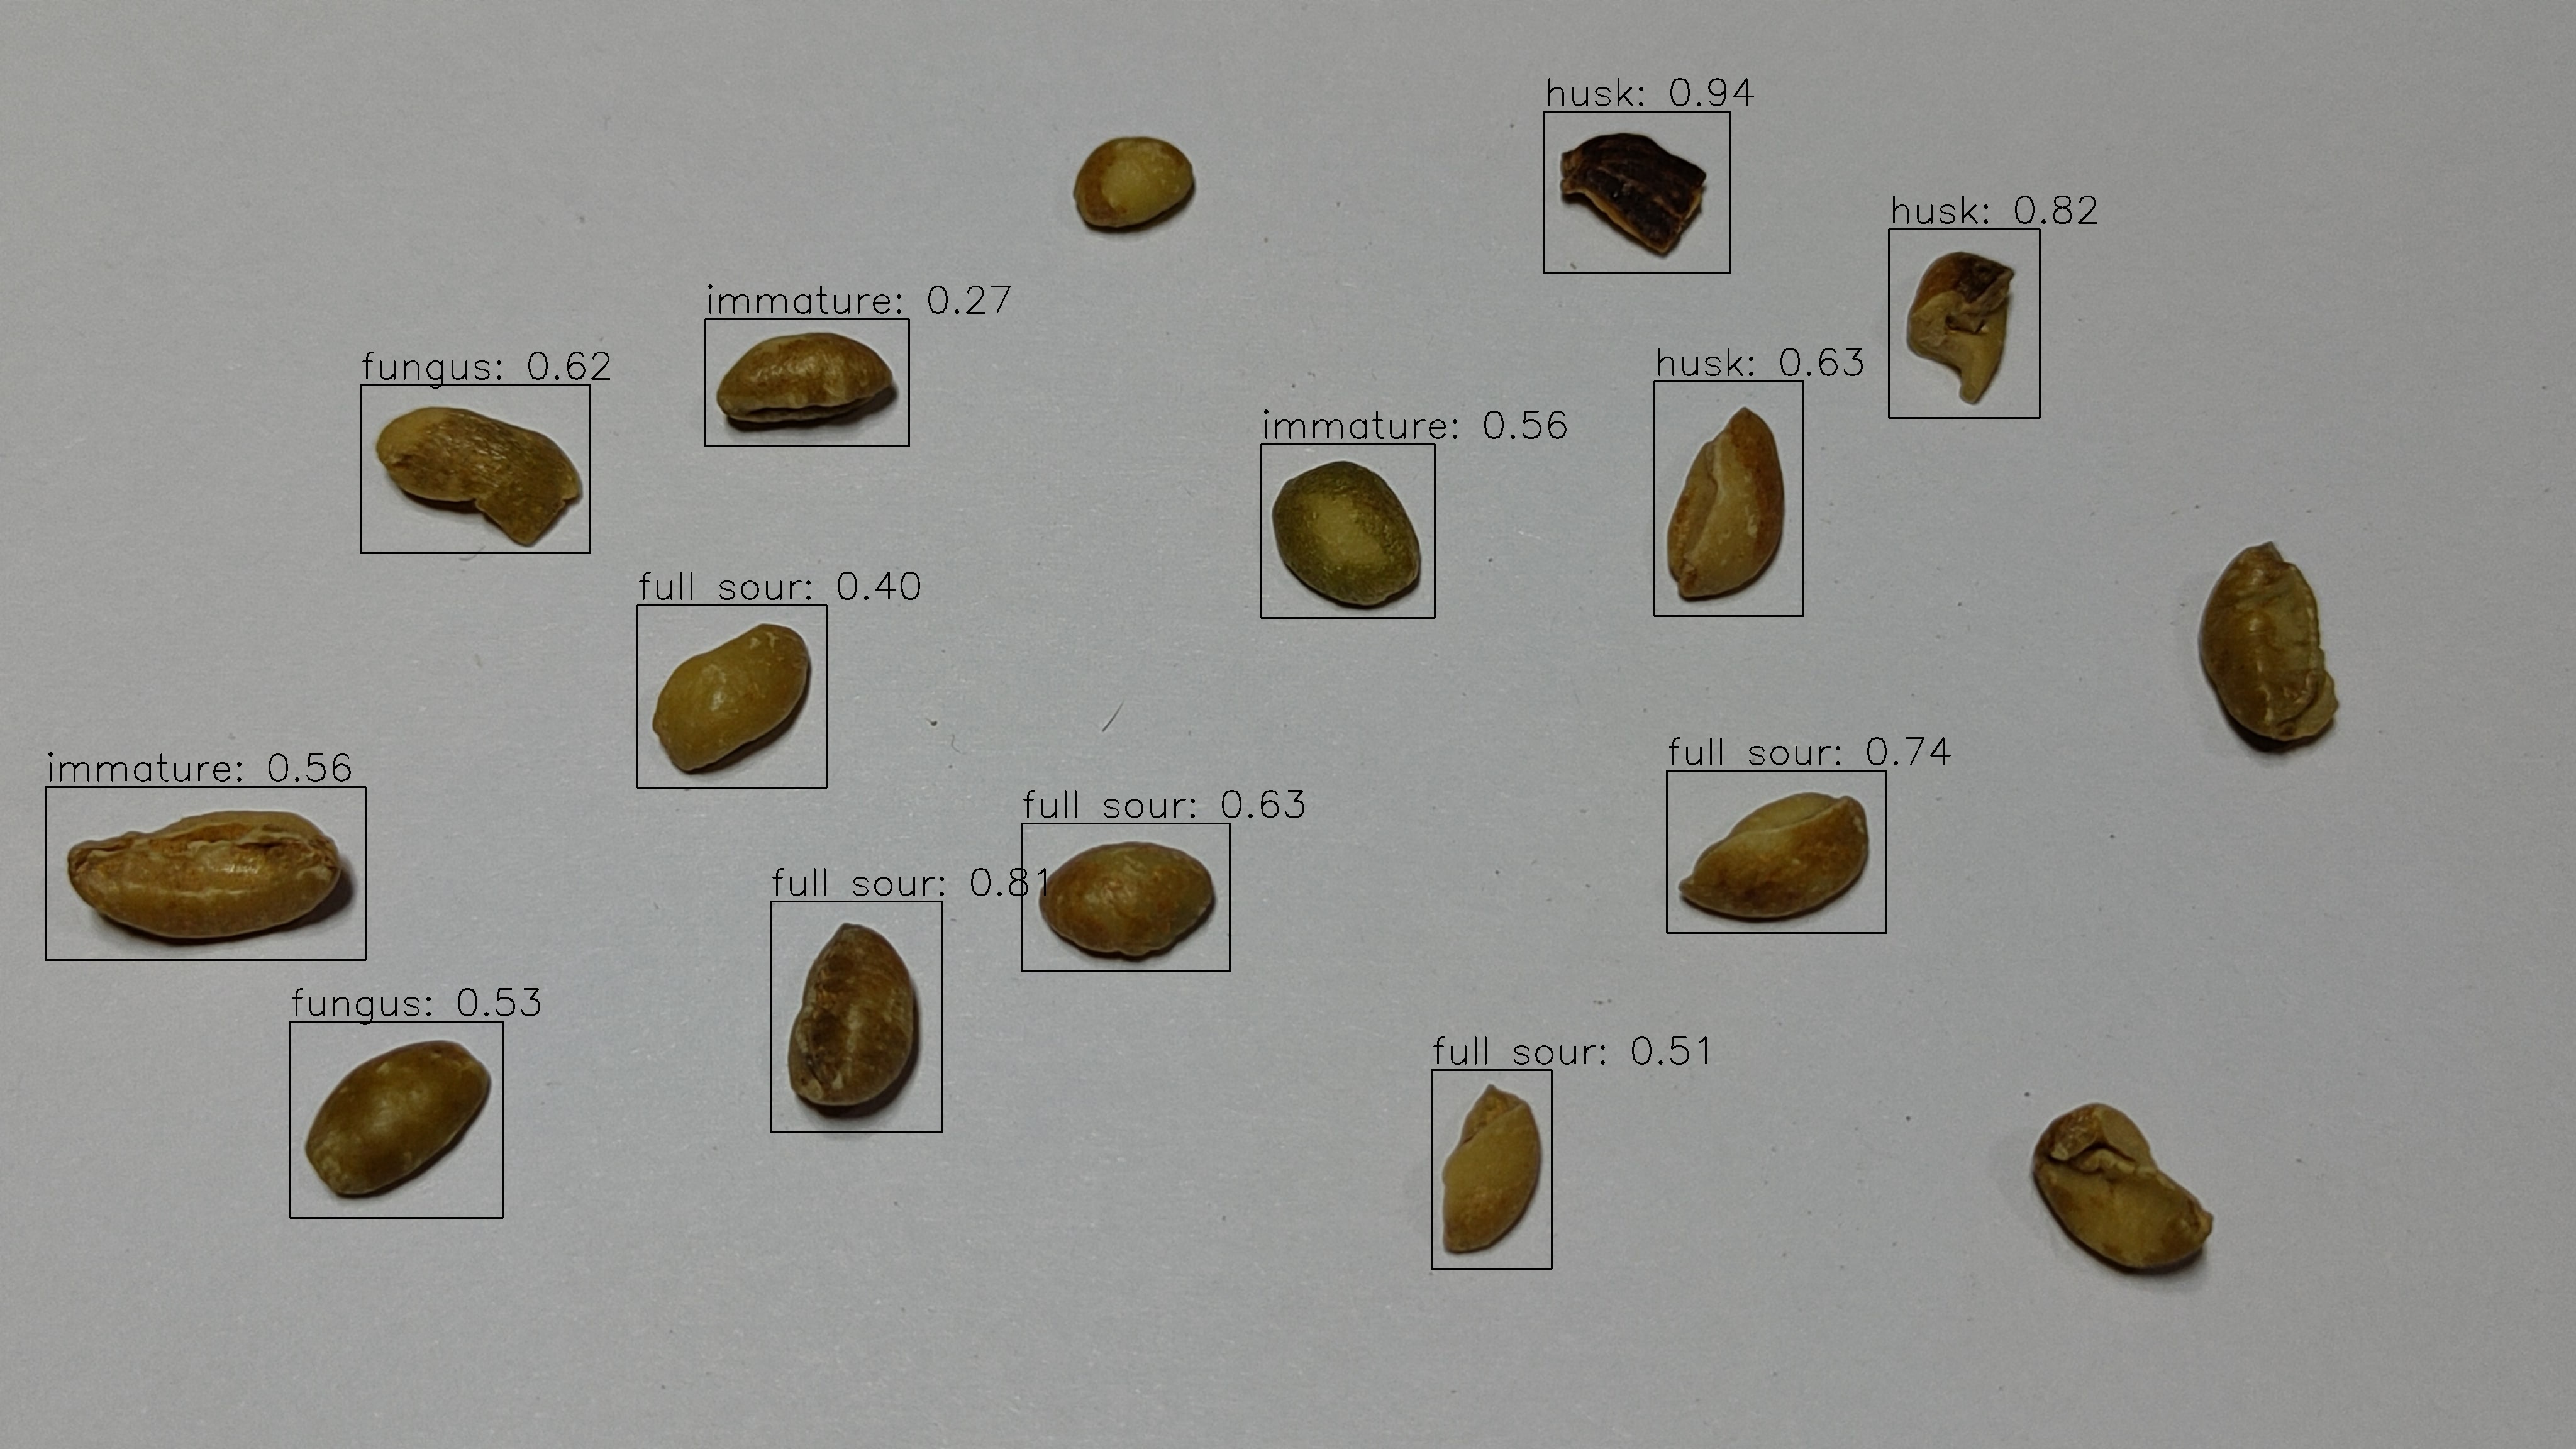 husk: 0.94
husk: 0.82
immature: 0.27
fungus: 0.62
husk: 0.63
immature: 0.56
full sour: 0.40
full sour: 0.74
immature: 0.56
full sour: 0.63
full sour: 0.81
fungus: 0.53
full sour: 0.51